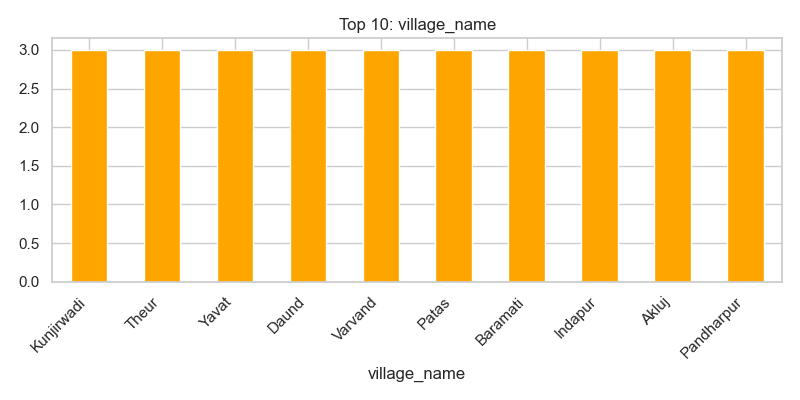 Top 10: village_name
3.0
2.5
2.0
1.5
1.0
0.5
0.0
Kunjirwadi
Theur
Yavat
Daund
Varvand
Patas
Baramati
Indapur
Akluj
Pandharpur
village_name